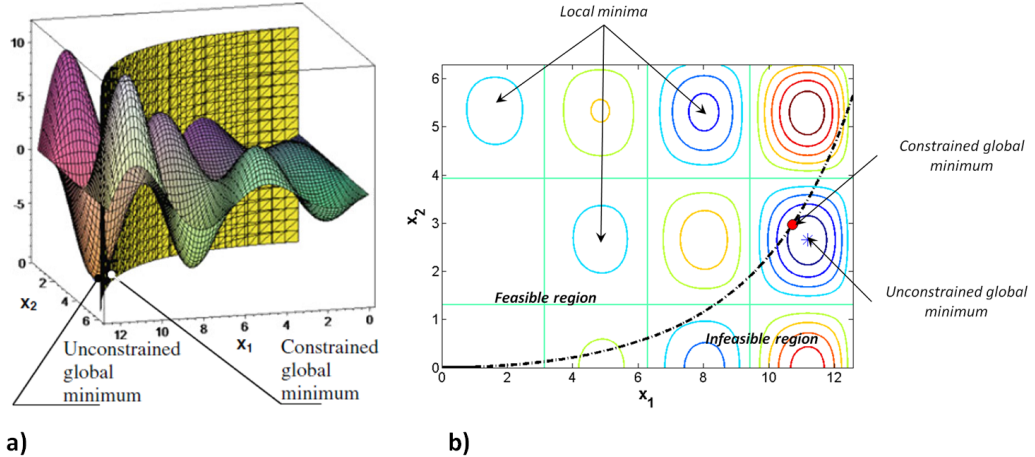 10
5
0
-5
0
2
4
6
x2
12
10
8
6
4
2
0
x1
Unconstrained
global
minimum
Constrained
global
minimum
a)
Local minima
6
5
4
3
2
1
0
x2
0
2
4
6
8
10
12
x1
Feasible region
Infeasible region
Constrained global
minimum
Unconstrained global
minimum
b)